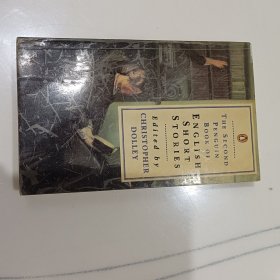 THE SECOND
PENGUIN
BOOK OF
ENGLISH
SHORT
STORIES
Edited by
CHRISTOPHER
DOLLEY